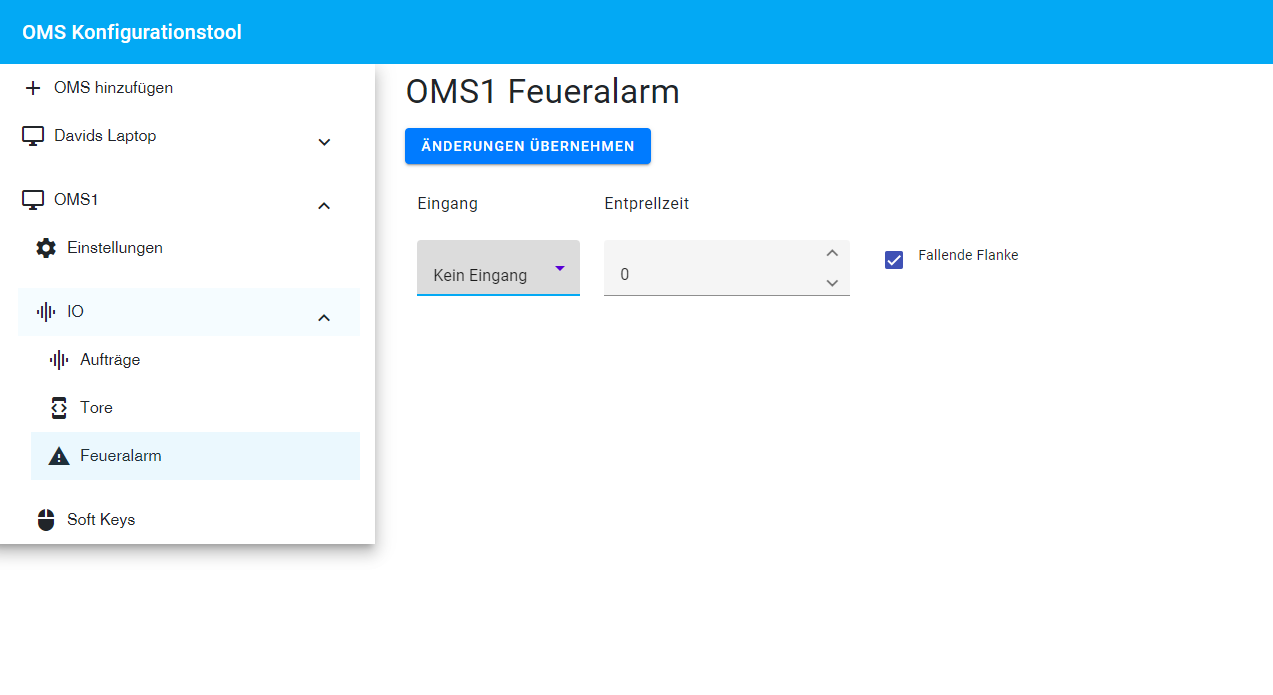 OMS Konfigurationstool
OMS hinzufügen
Davids Laptop
OMS1
Einstellungen
IO
Aufträge
Tore
Feueralarm
Soft Keys
OMS1 Feueralarm
ÄNDERUNGEN ÜBERNEHMEN
Eingang Entprellzeit
Kein Eingang 0 Fallende Flanke